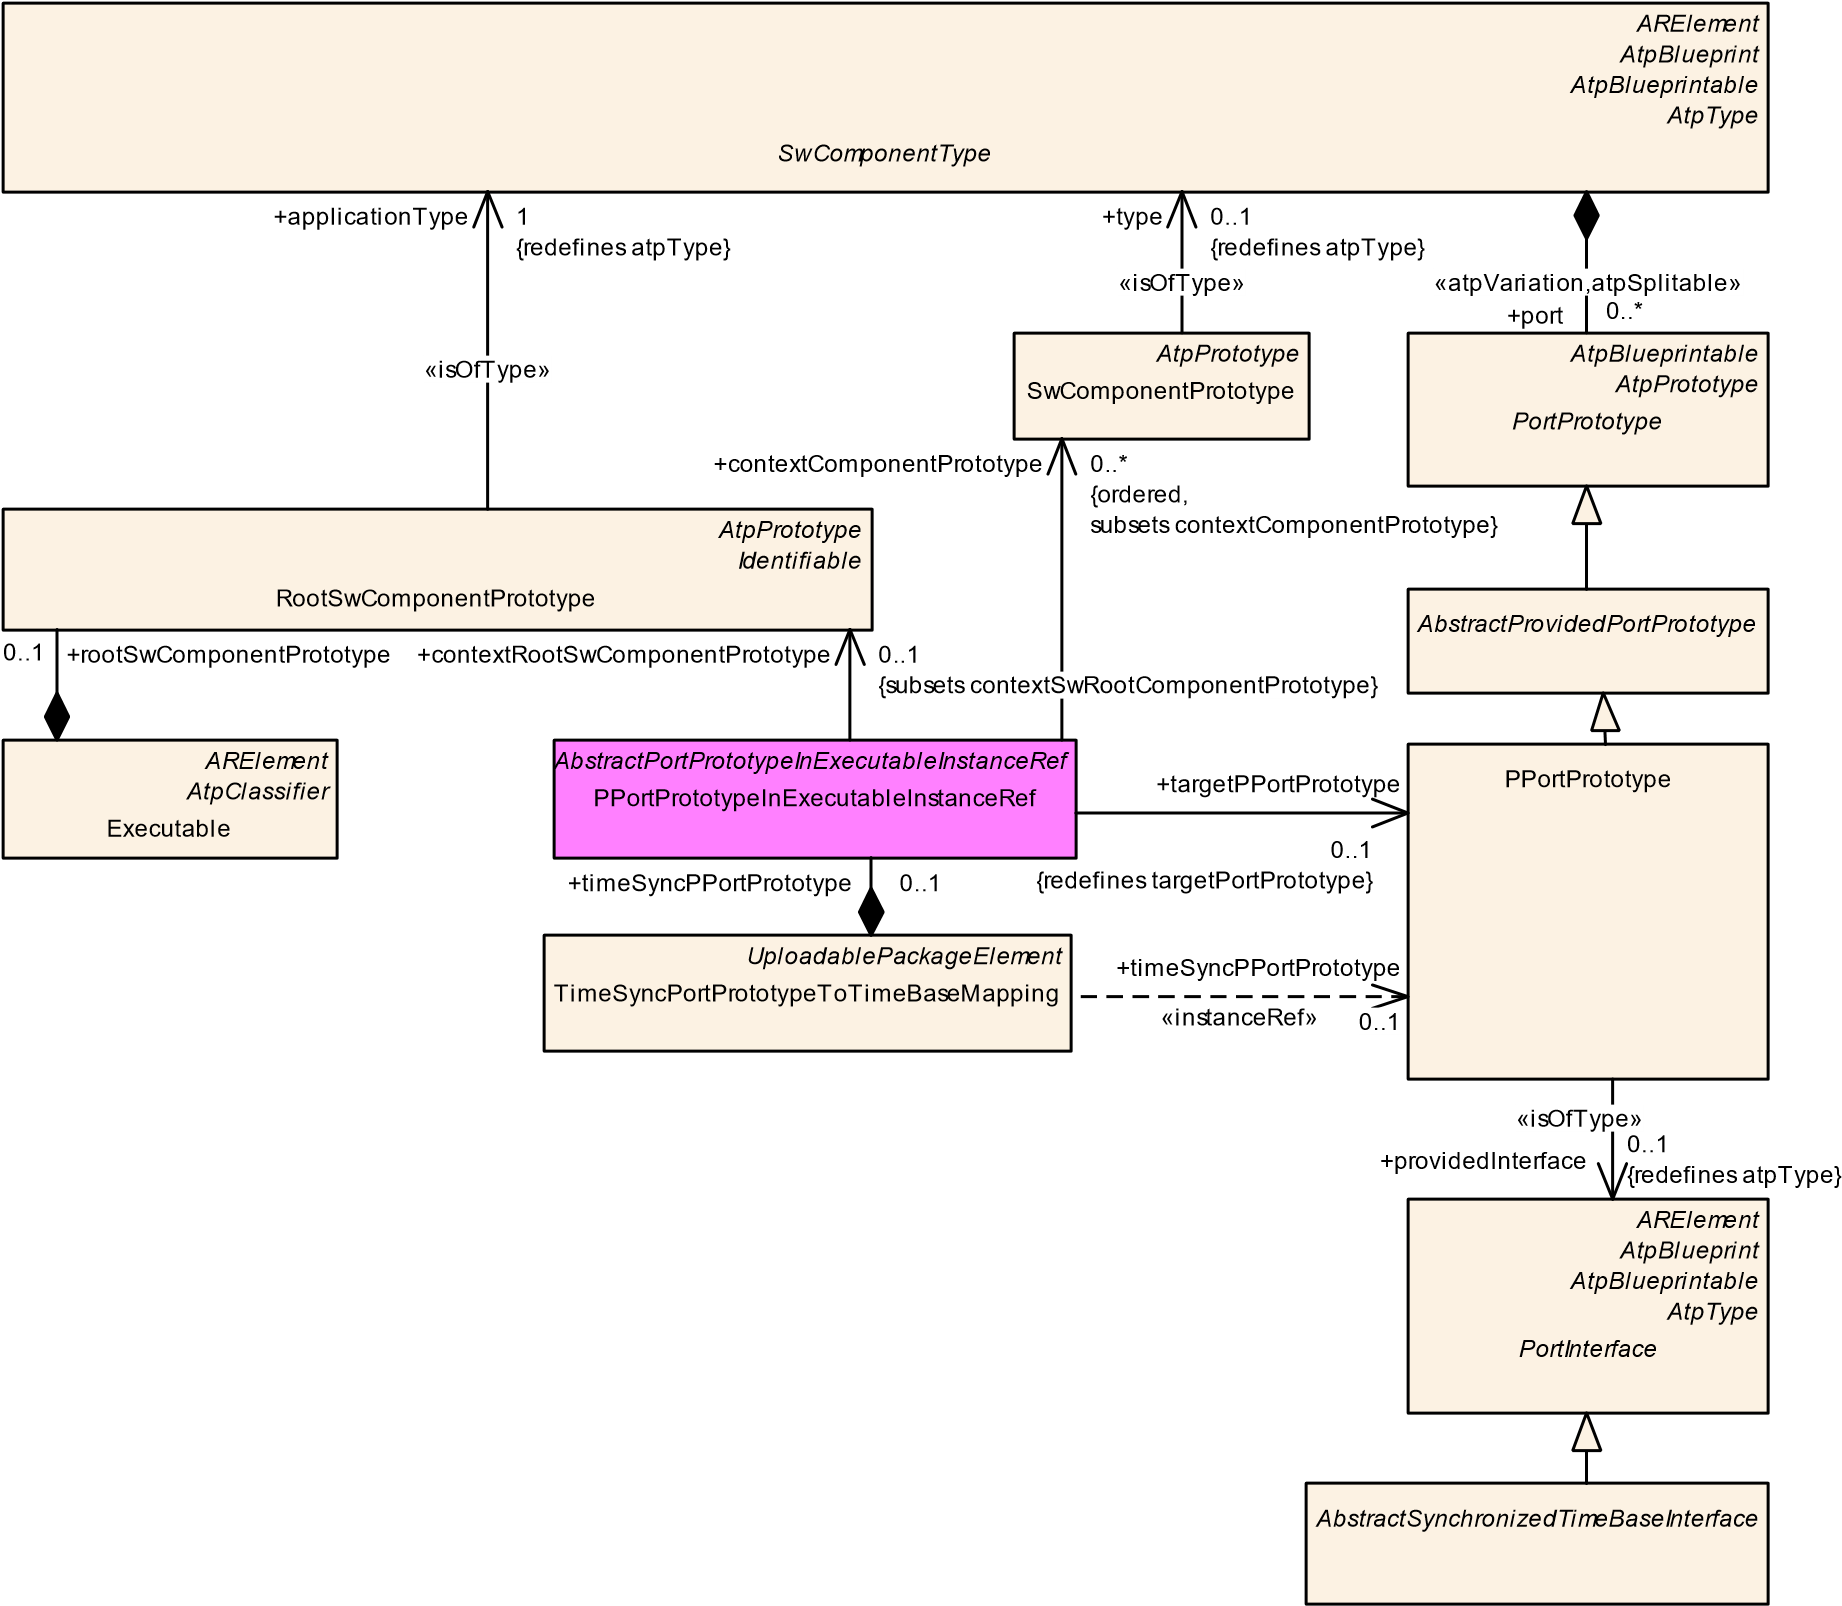 ARElement
AtpBlueprint
AtpBlueprintable
AtpType
SwComponentType
+applicationType
1
{redefines atpType}
+type
0..1
{redefines atpType}
«isOfType»
«atpVariation,atpSplitable»
+port
0..*
«isOfType»
AtpPrototype
SwComponentPrototype
AtpBlueprintable
AtpPrototype
PortPrototype
+contextComponentPrototype
0..*
{ordered,
subsets contextComponentPrototype}
AtpPrototype
Identifiable
RootSwComponentPrototype
AbstractProvidedPortPrototype
0..1
+rootSwComponentPrototype
+contextRootSwComponentPrototype
0..1
{subsets contextSwRootComponentPrototype}
ARElement
AtpClassifier
Executable
AbstractPortPrototypeInExecutableInstanceRef
PPortPrototypeInExecutableInstanceRef
+targetPPortPrototype
0..1
{redefines targetPortPrototype}
PPortPrototype
+timeSyncPPortPrototype
0..1
UploadablePackageElement
TimeSyncPortPrototypeToTimeBaseMapping
+timeSyncPPortPrototype
«instanceRef»
0..1
«isOfType»
+providedInterface
0..1
{redefines atpType}
ARElement
AtpBlueprint
AtpBlueprintable
AtpType
PortInterface
AbstractSynchronizedTimeBaseInterface